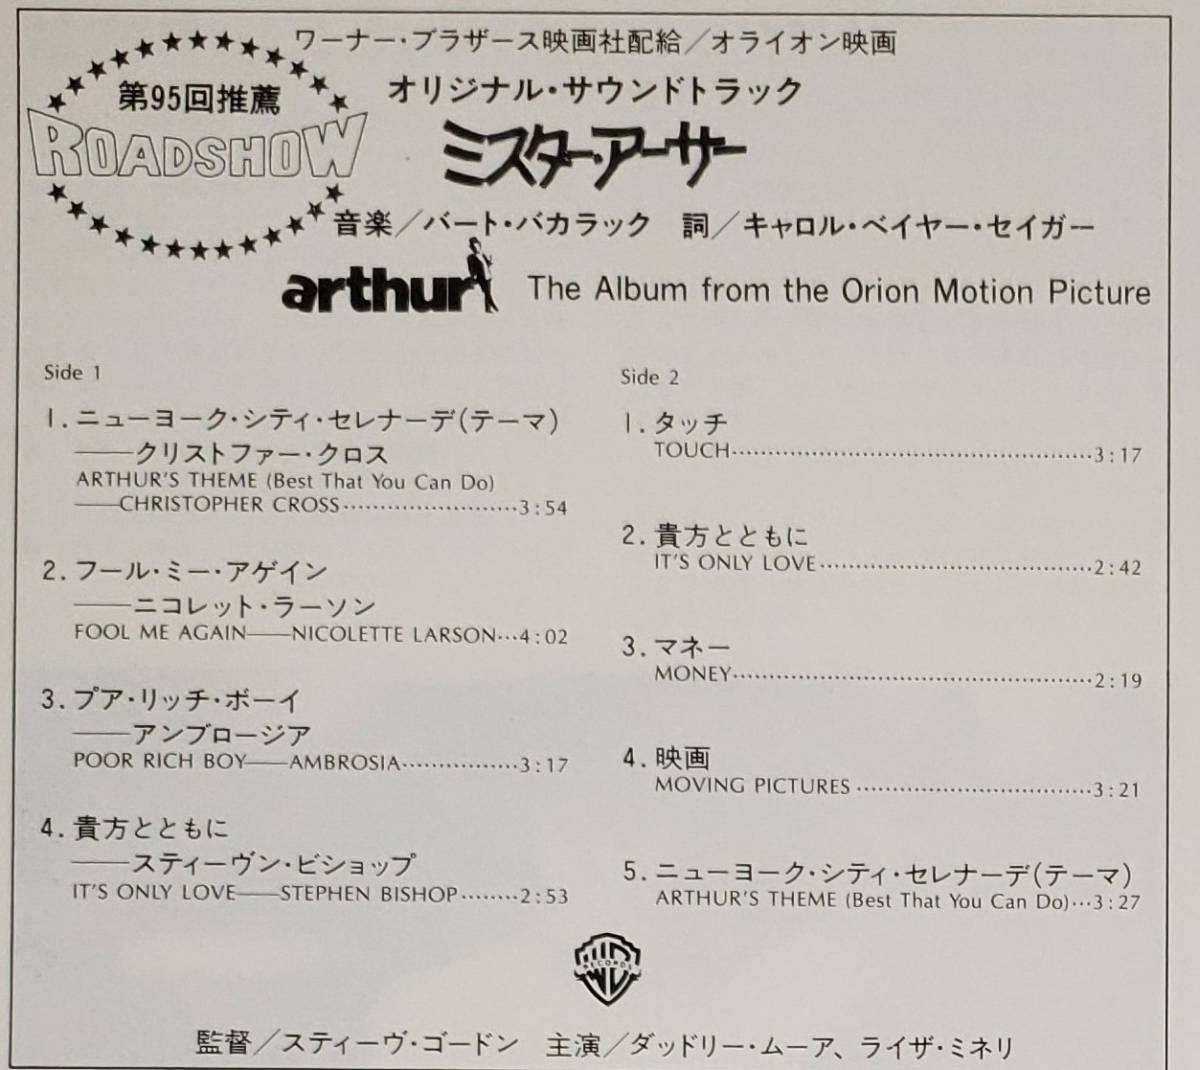 ワーナー・ブラザース映画社配給／オライオン映画
第95回推薦
ROADSHOW
オリジナル・サウンドトラック
ミスター・アーサー
音楽／バート・バカラック　詞／キャロル・ベイヤー・セイガー
arthur The Album from the Orion Motion Picture
Side 1
1. ニューヨーク・シティ・セレナーデ(テーマ)
——クリストファー・クロス
ARTHUR'S THEME (Best That You Can Do)
——CHRISTOPHER CROSS························3:54
2. フール・ミー・アゲイン
——ニコレット・ラーソン
FOOL ME AGAIN——NICOLETTE LARSON···4:02
3. プア・リッチ・ボーイ
——アンブロージア
POOR RICH BOY——AMBROSIA················3:17
4. 貴方とともに
——スティーヴン・ビショップ
IT'S ONLY LOVE——STEPHEN BISHOP········2:53
Side 2
1. タッチ
TOUCH·················································3:17
2. 貴方とともに
IT'S ONLY LOVE·····································2:42
3. マネー
MONEY·················································2:19
4. 映画
MOVING PICTURES ································3:21
5. ニューヨーク・シティ・セレナーデ(テーマ)
ARTHUR'S THEME (Best That You Can Do)···3:27
RECORDS
監督／スティーヴ・ゴードン　主演／ダッドリー・ムーア、ライザ・ミネリ